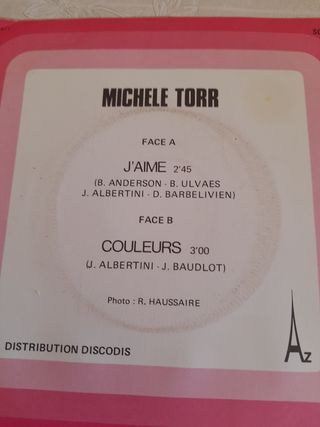 MICHELE TORR
FACE A
J'AIME 2'45
(B. ANDERSON - B. ULVAES
J. ALBERTINI - D. BARBELIVIEN)
FACE B
COULEURS 3'00
(J. ALBERTINI - J. BAUDLOT)
Photo : R. HAUSSAIRE
DISTRIBUTION DISCODIS
Az